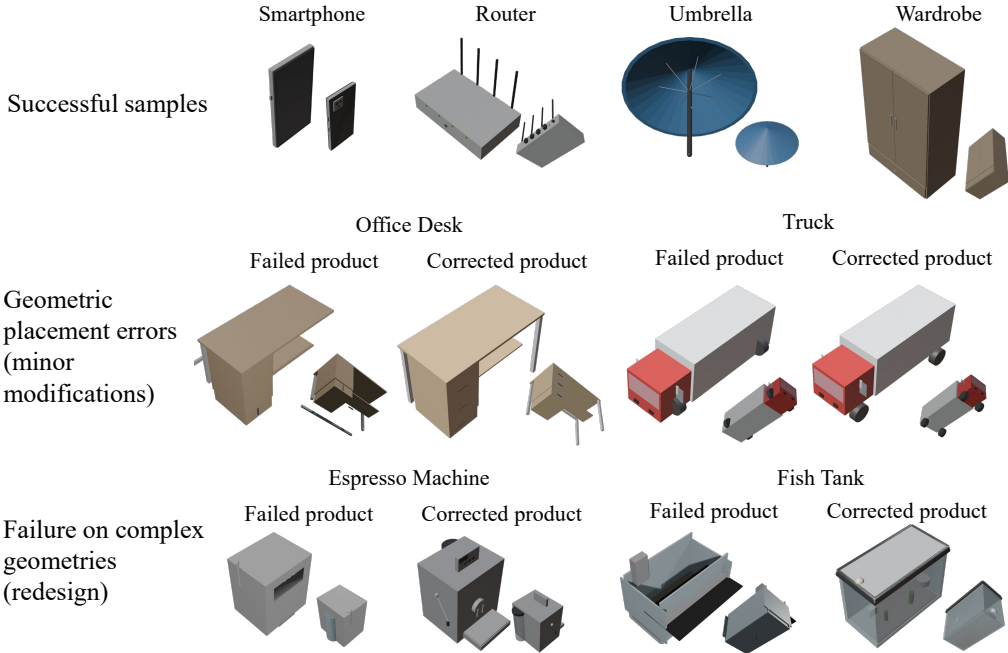 Smartphone
Router
Umbrella
Wardrobe
Successful samples
Office Desk
Truck
Failed product
Corrected product
Failed product
Corrected product
Geometric
placement errors
(minor
modifications)
Espresso Machine
Fish Tank
Failed product
Corrected product
Failed product
Corrected product
Failure on complex
geometries
(redesign)